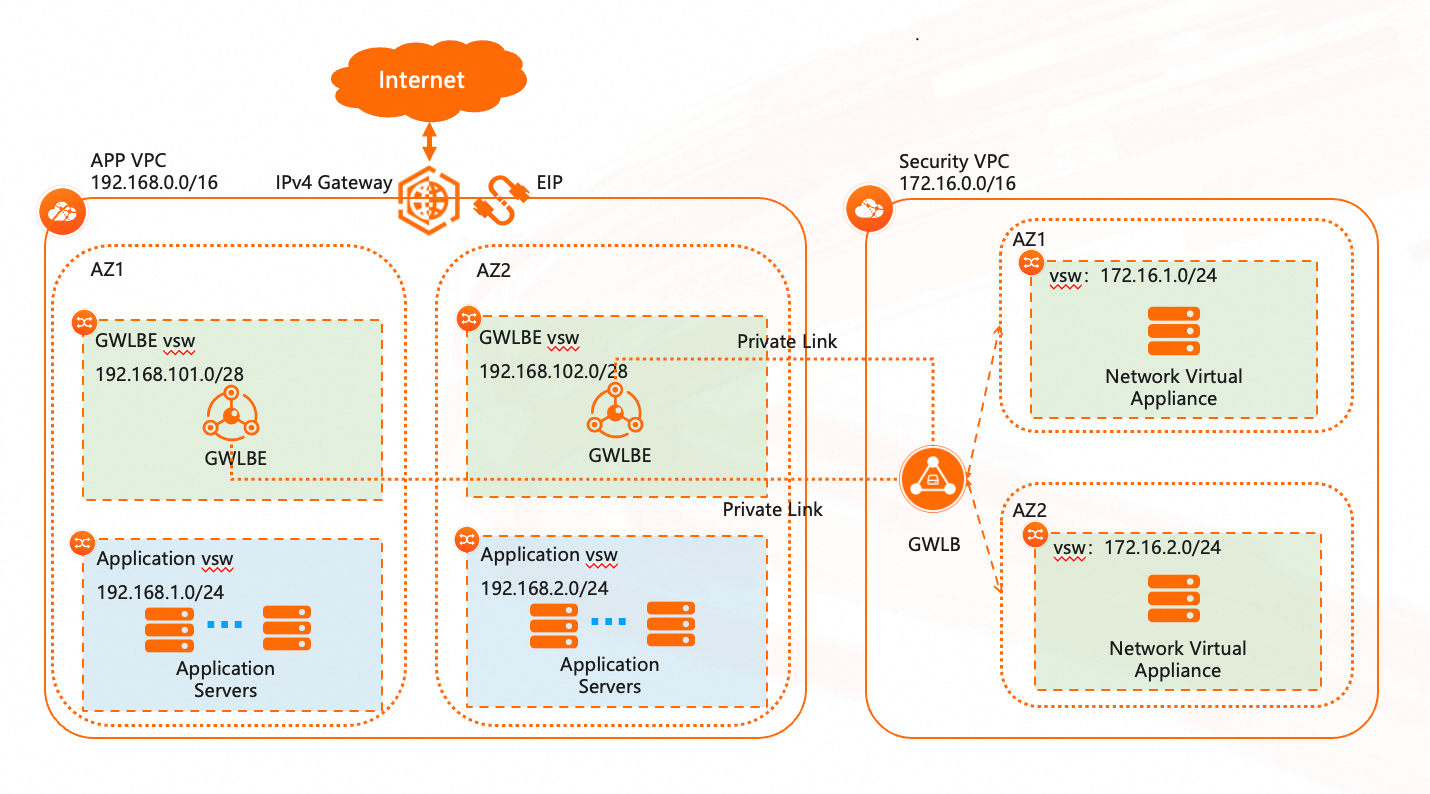 Internet
APP VPC
192.168.0.0/16
IPv4 Gateway
EIP
AZ1
GWLBE vsw
192.168.101.0/28
GWLBE
Application vsw
192.168.1.0/24
Application
Servers
AZ2
GWLBE vsw
192.168.102.0/28
GWLBE
Application vsw
192.168.2.0/24
Application
Servers
Private Link
Private Link
GWLB
Security VPC
172.16.0.0/16
AZ1
vsw：172.16.1.0/24
Network Virtual
Appliance
AZ2
vsw：172.16.2.0/24
Network Virtual
Appliance